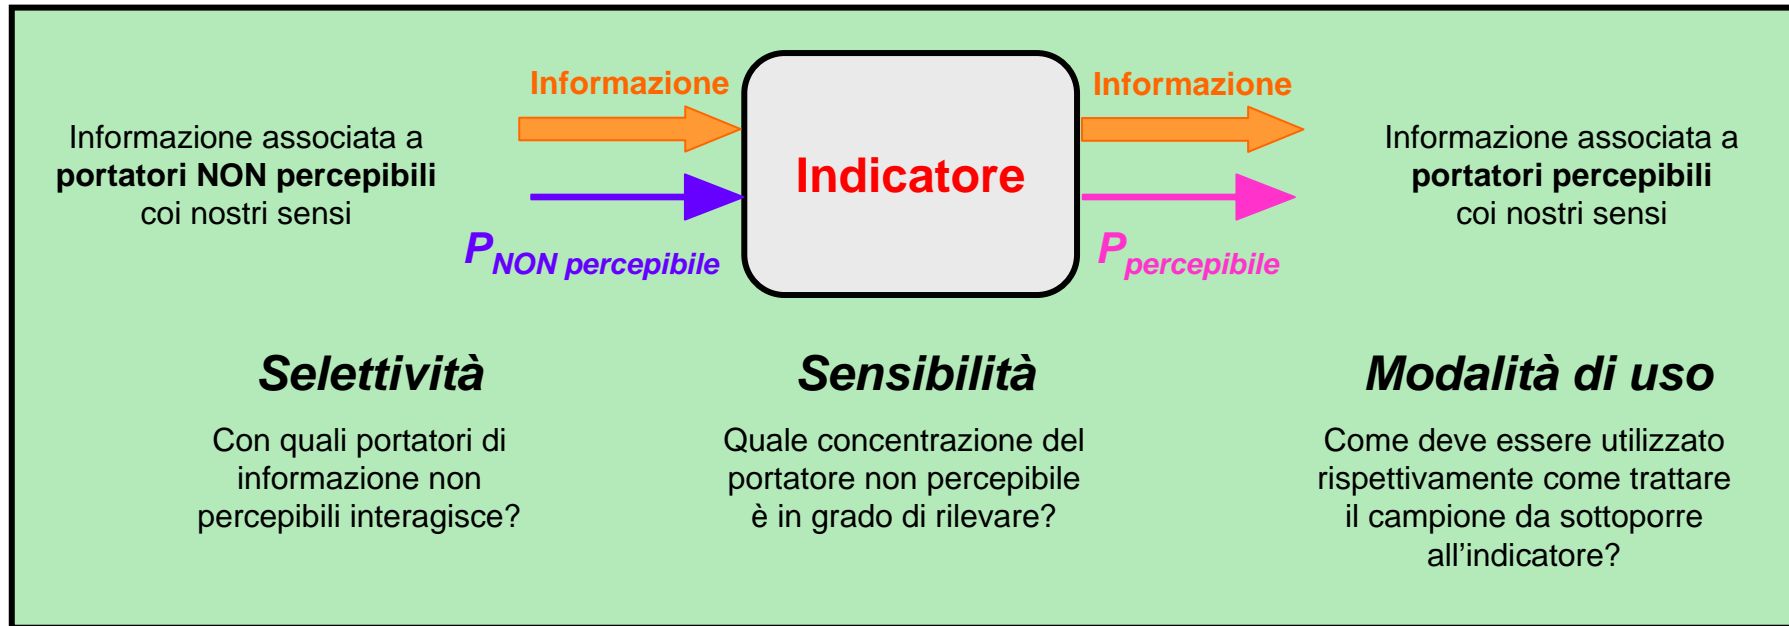 Informazione associata a
portatori NON percepibili
coi nostri sensi
Informazione
P NON percepibile
Indicatore
Informazione
P percepibile
Informazione associata a
portatori percepibili
coi nostri sensi
Selettività
Con quali portatori di
informazione non
percepibili interagisce?
Sensibilità
Quale concentrazione del
portatore non percepibile
è in grado di rilevare?
Modalità di uso
Come deve essere utilizzato
rispettivamente come trattare
il campione da sottoporre
all’indicatore?